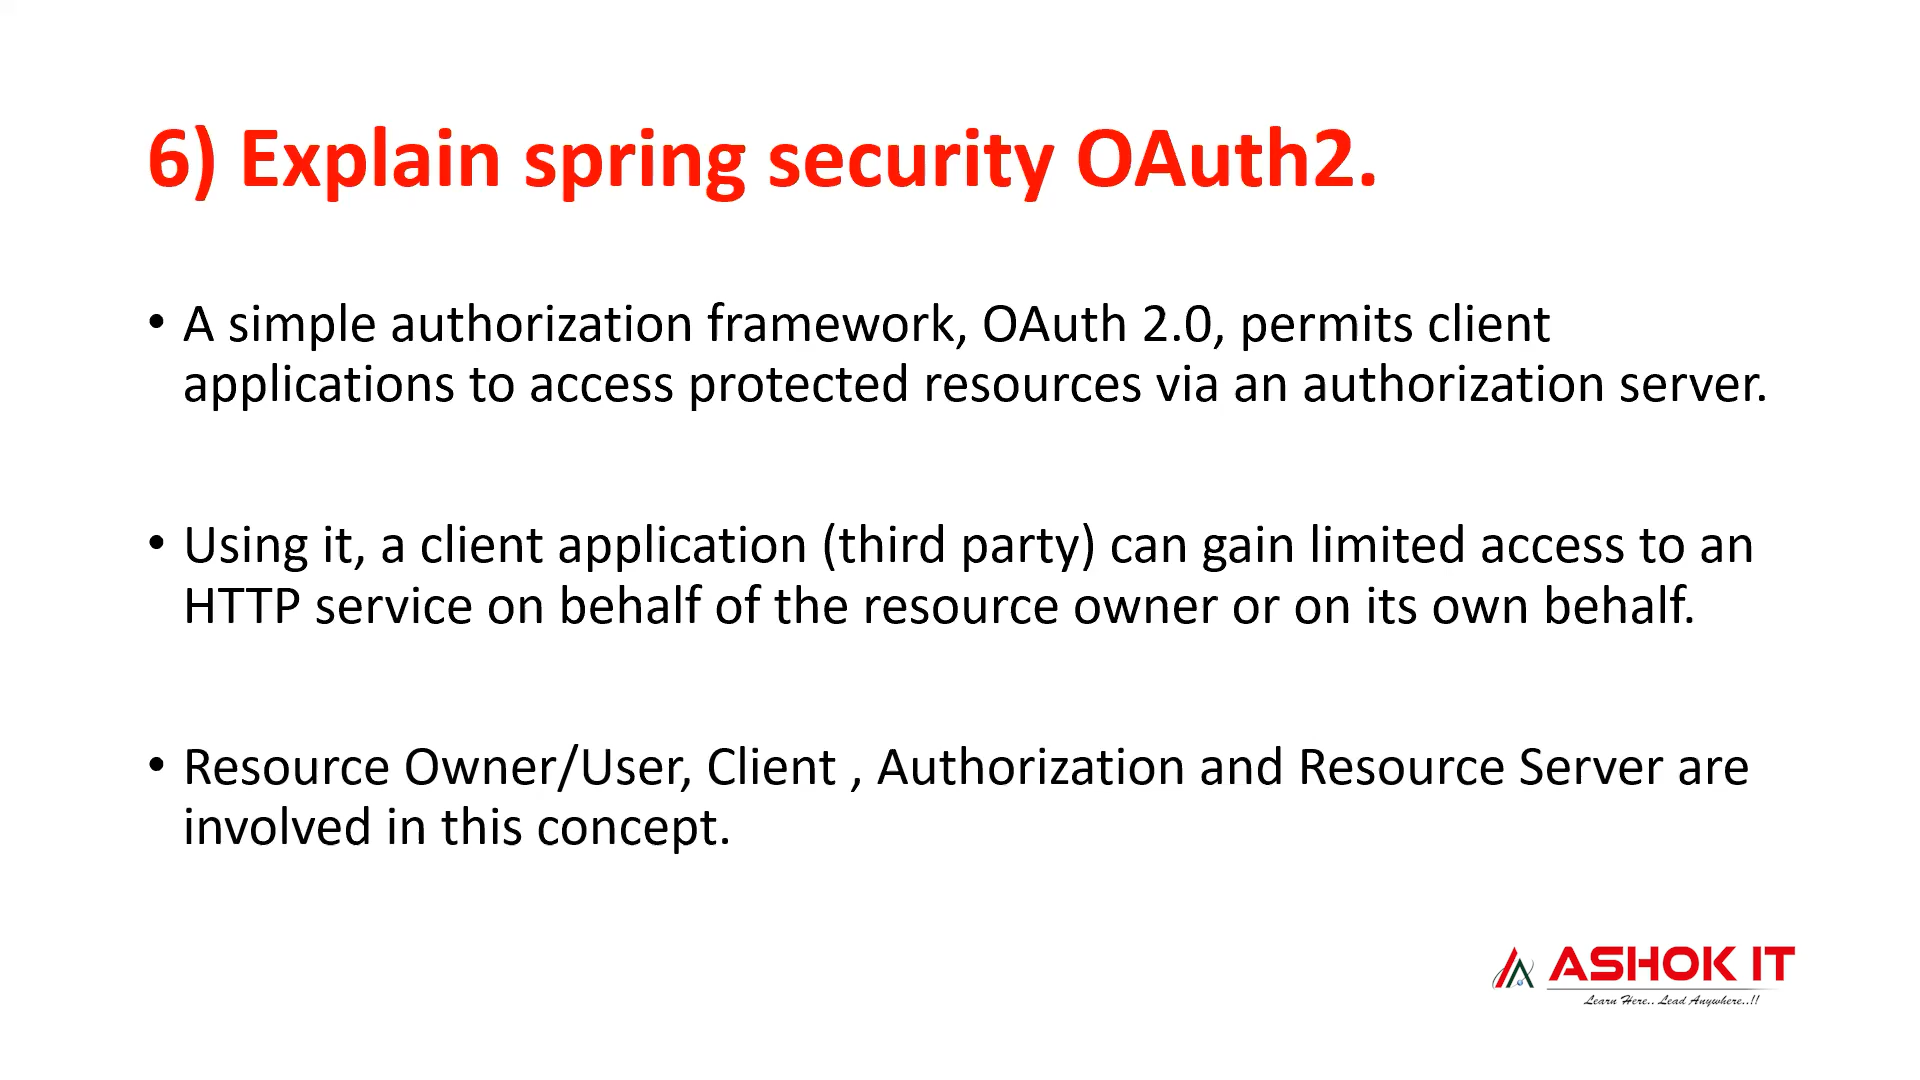 6) Explain spring security OAuth2.
• A simple authorization framework, OAuth 2.0, permits client
applications to access protected resources via an authorization server.
• Using it, a client application (third party) can gain limited access to an
HTTP service on behalf of the resource owner or on its own behalf.
• Resource Owner/User, Client , Authorization and Resource Server are
involved in this concept.
ASHOK IT
Learn Here.. Lead Anywhere..!!